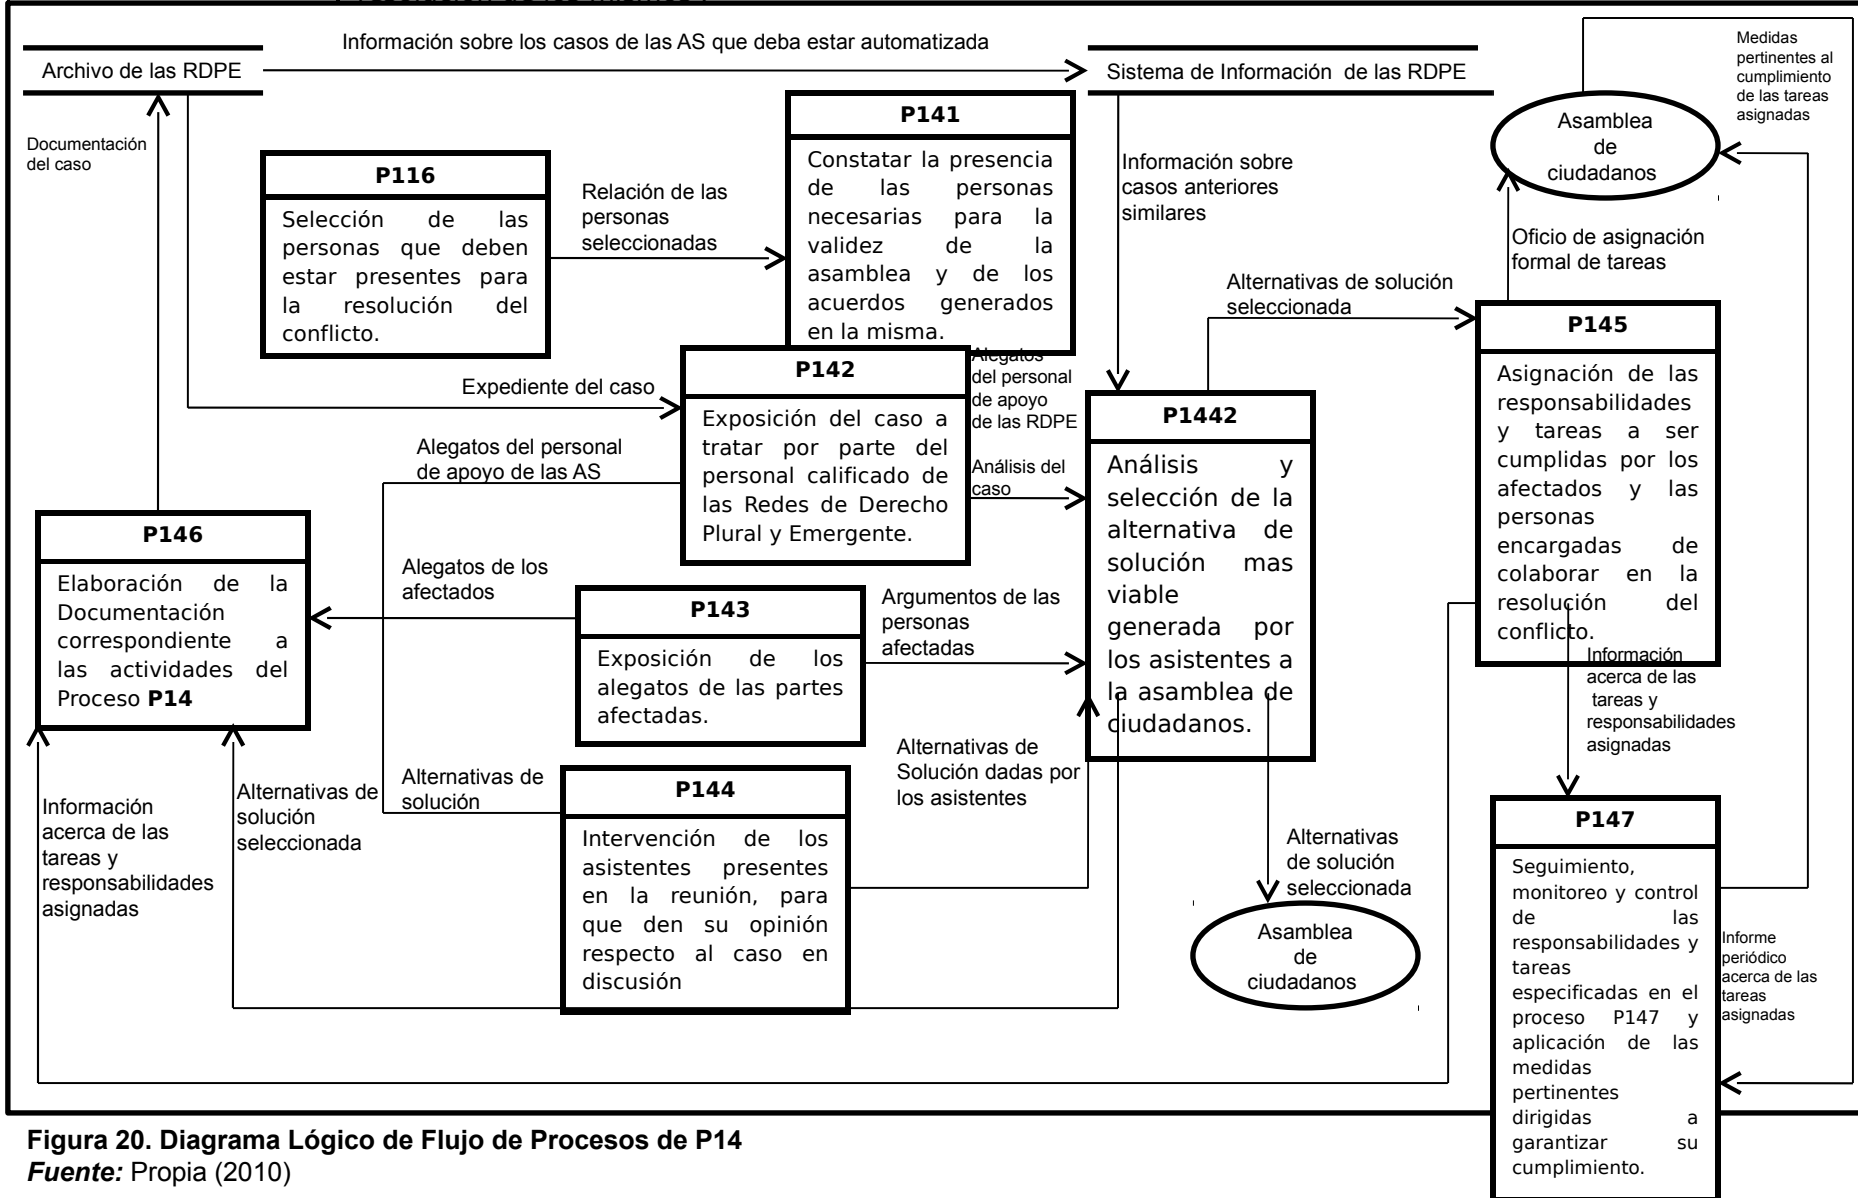 Información sobre los casos de las AS que deba estar automatizada
Archivo de las RDPE
Sistema de Información  de las RDPE
Medidas
pertinentes al
cumplimiento
de las tareas
asignadas
Asamblea
de
ciudadanos
Documentación
del caso
P116
Selección de las
personas que deben
estar presentes para
la resolución del
conflicto.
Relación de las
personas
seleccionadas
P141
Constatar la presencia
de las personas
necesarias para la
validez de la
asamblea y de los
acuerdos generados
en la misma.
Información sobre
casos anteriores
similares
Oficio de asignación
formal de tareas
Alternativas de solución
seleccionada
Expediente del caso
P142
Exposición del caso a
tratar por parte del
personal calificado de
las Redes de Derecho
Plural y Emergente.
Alegatos
del personal
de apoyo
de las RDPE
Análisis del
caso
P1442
Análisis y
selección de la
alternativa de
solución mas
viable
generada por
los asistentes a
la asamblea de
ciudadanos.
P145
Asignación de las
responsabilidades
y tareas a ser
cumplidas por los
afectados y las
personas
encargadas de
colaborar en la
resolución del
conflicto.
Alegatos del personal
de apoyo de las AS
P146
Elaboración de la
Documentación
correspondiente a
las actividades del
Proceso P14
Alegatos de los
afectados
P143
Exposición de los
alegatos de las partes
afectadas.
Argumentos de las
personas
afectadas
Información
acerca de las
tareas y
responsabilidades
asignadas
Alternativas de
solución
P144
Intervención de los
asistentes presentes
en la reunión, para
que den su opinión
respecto al caso en
discusión
Alternativas de
Solución dadas por
los asistentes
Información
acerca de las
tareas y
responsabilidades
asignadas
Alternativas de
solución
seleccionada
Alternativas
de solución
seleccionada
Asamblea
de
ciudadanos
P147
Seguimiento,
monitoreo y control
de las
responsabilidades y
tareas
especificadas en el
proceso P147 y
aplicación de las
medidas
pertinentes
dirigidas a
garantizar su
cumplimiento.
Informe
periódico
acerca de las
tareas
asignadas
Figura 20. Diagrama Lógico de Flujo de Procesos de P14
Fuente: Propia (2010)